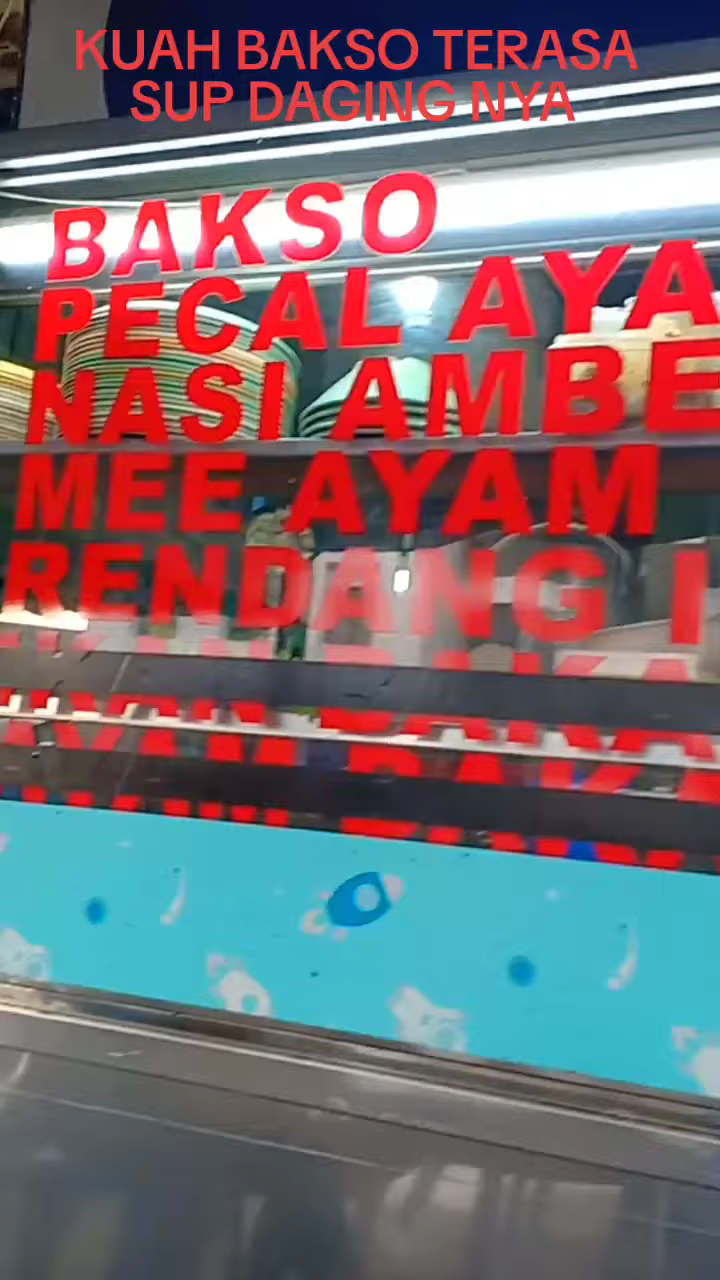 KUAH BAKSO TERASA
SUP DAGING NYA
BAKSO
PECAL AYA
NASI AMBE
MEE AYAM
RENDANG I